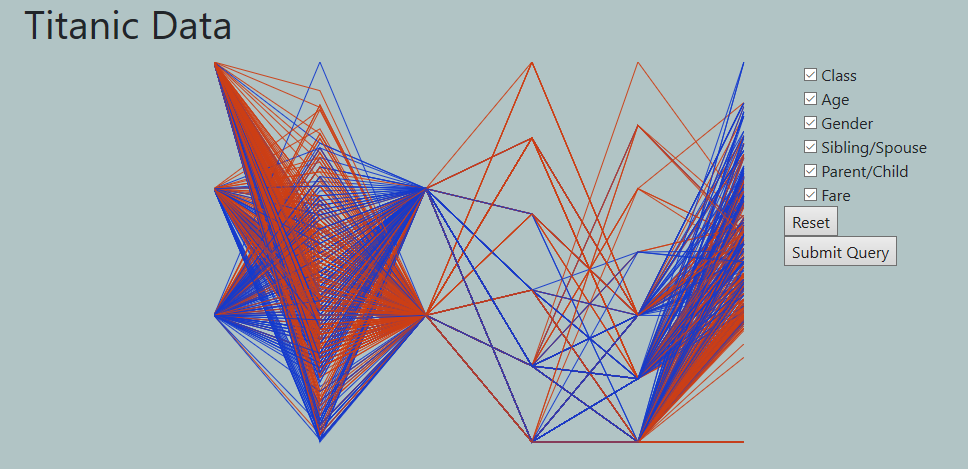 Titanic Data
Class
Age
Gender
Sibling/Spouse
Parent/Child
Fare
Reset
Submit Query